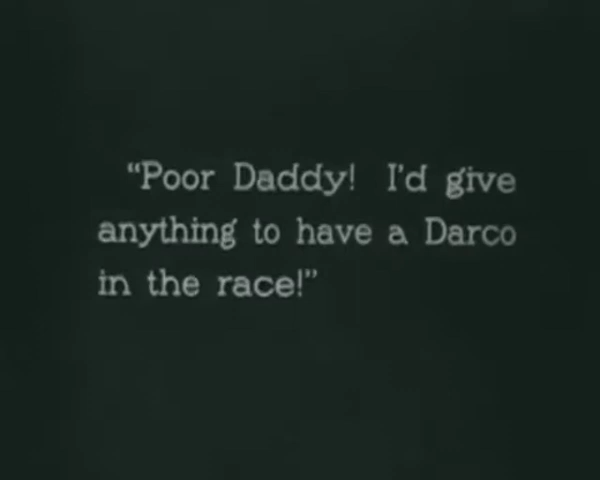 “Poor Daddy! I'd give
anything to have a Darco
in the race!”